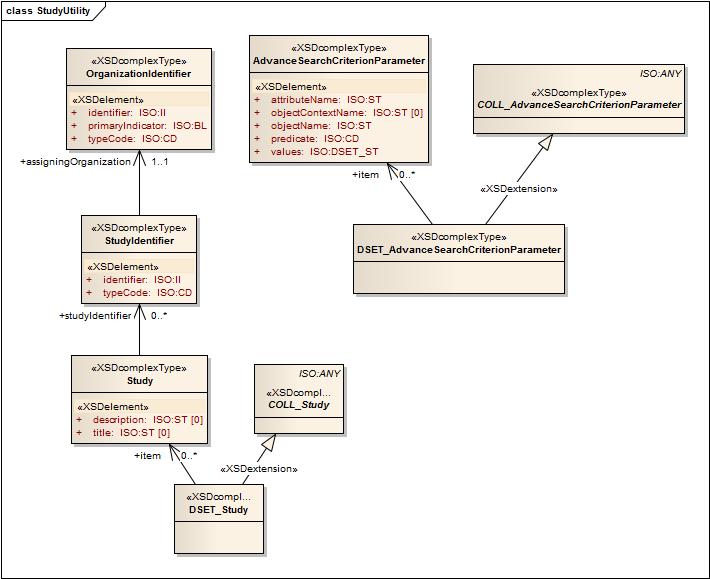 class StudyUtility
«XSDcomplexType»
OrganizationIdentifier
«XSDelement»
+ identifier: ISO:II
+ primaryIndicator: ISO:BL
+ typeCode: ISO:CD
+assigningOrganization 1..1
«XSDcomplexType»
StudyIdentifier
«XSDelement»
+ identifier: ISO:II
+ typeCode: ISO:CD
+studyIdentifier 0..*
«XSDcomplexType»
Study
«XSDelement»
+ description: ISO:ST [0]
+ title: ISO:ST [0]
+item 0..*
«XSDcompl...
DSET_Study
ISO:ANY
«XSDcompl...
COLL_Study
«XSDextension»
«XSDcomplexType»
AdvanceSearchCriterionParameter
«XSDelement»
+ attributeName: ISO:ST
+ objectContextName: ISO:ST [0]
+ objectName: ISO:ST
+ predicate: ISO:CD
+ values: ISO:DSET_ST
+item 0..*
ISO:ANY
«XSDcomplexType»
COLL_AdvanceSearchCriterionParameter
«XSDextension»
«XSDcomplexType»
DSET_AdvanceSearchCriterionParameter